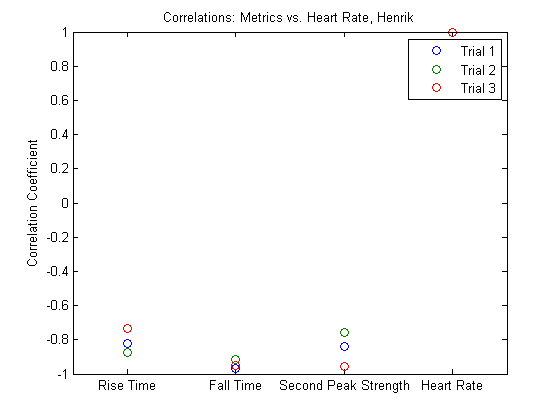 Correlations: Metrics vs. Heart Rate, Henrik
1
0.8
0.6
0.4
0.2
0
-0.2
-0.4
-0.6
-0.8
-1
Correlation Coefficient
Trial 1
Trial 2
Trial 3
Rise Time Fall Time Second Peak Strength Heart Rate